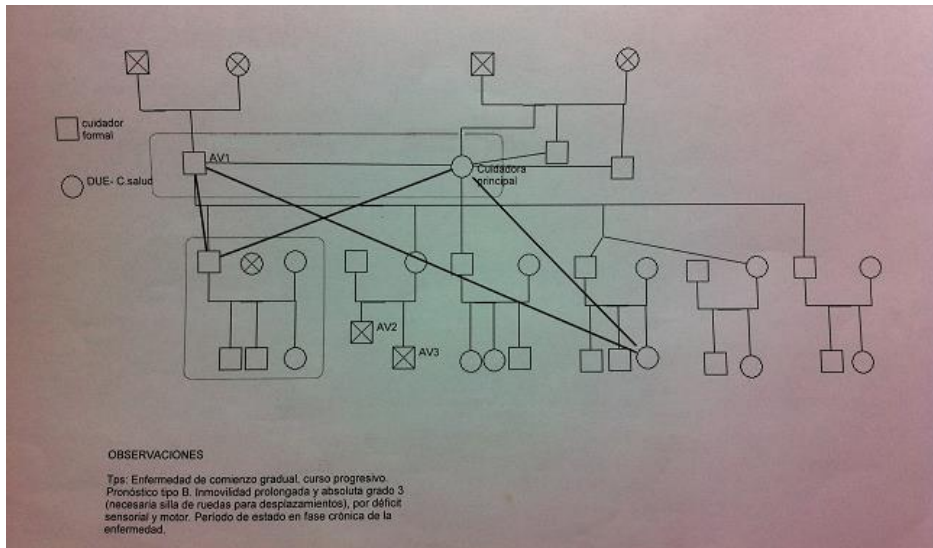 cuidador
formal
AV1
Cuidadora
principal
DUE- C.salud
AV2
AV3
OBSERVACIONES
Tps: Enfermedad de comienzo gradual, curso progresivo.
Pronóstico tipo B. Inmovilidad prolongada y absoluta grado 3
(necesaria silla de ruedas para desplazamientos), por déficit
sensorial y motor. Período de estado en fase crónica de la
enfermedad.